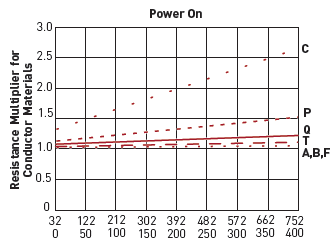 Power On
Resistance Multiplier for
Conductor Materials
3.0
2.5
2.0
1.5
1.0
0.5
0
C
P
Q
T
A,B,F
32 122 212 302 392 482 572 662 752
0 50 100 150 200 250 300 350 400